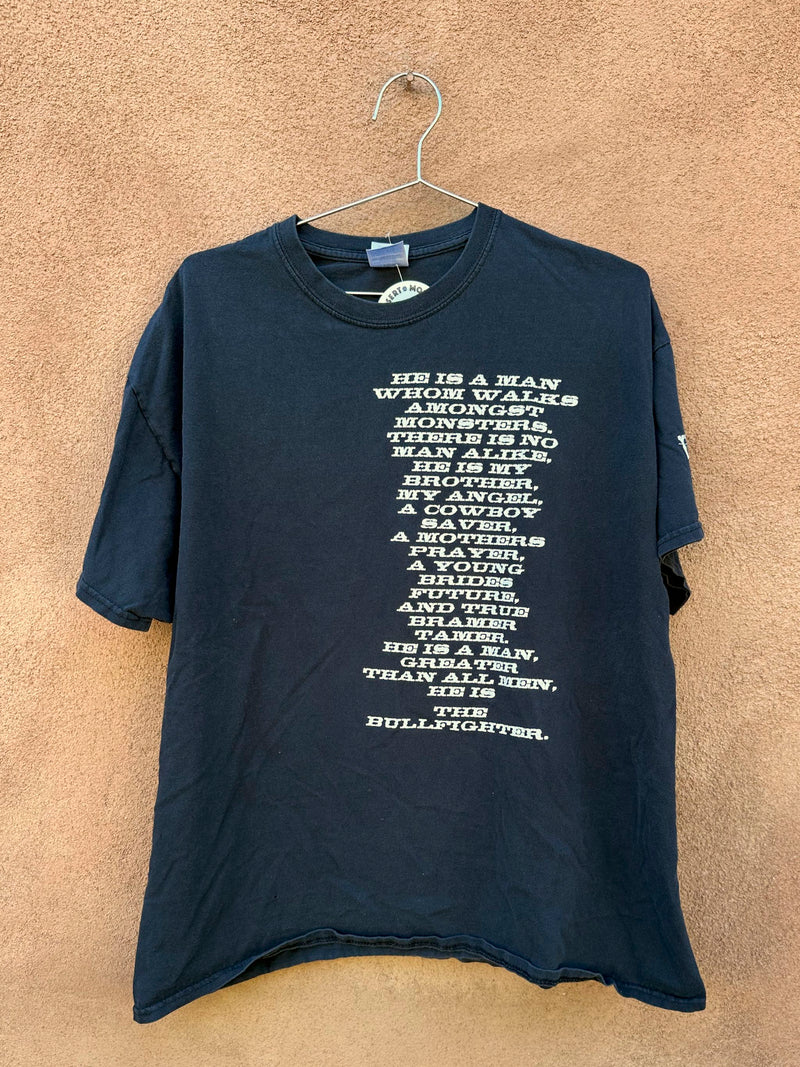 HE IS A MAN
WHOM WALKS
AMONGST
MONSTERS.
THERE IS NO
MAN ALIKE,
HE IS MY
BROTHER,
MY ANGEL,
A COWBOY
SAVER,
A MOTHERS
PRAYER,
A YOUNG
BRIDES
FUTURE,
AND TRUE
BRAMER
TAMER.
HE IS A MAN,
GREATER
THAN ALL MEN,
HE IS
THE
BULLFIGHTER.